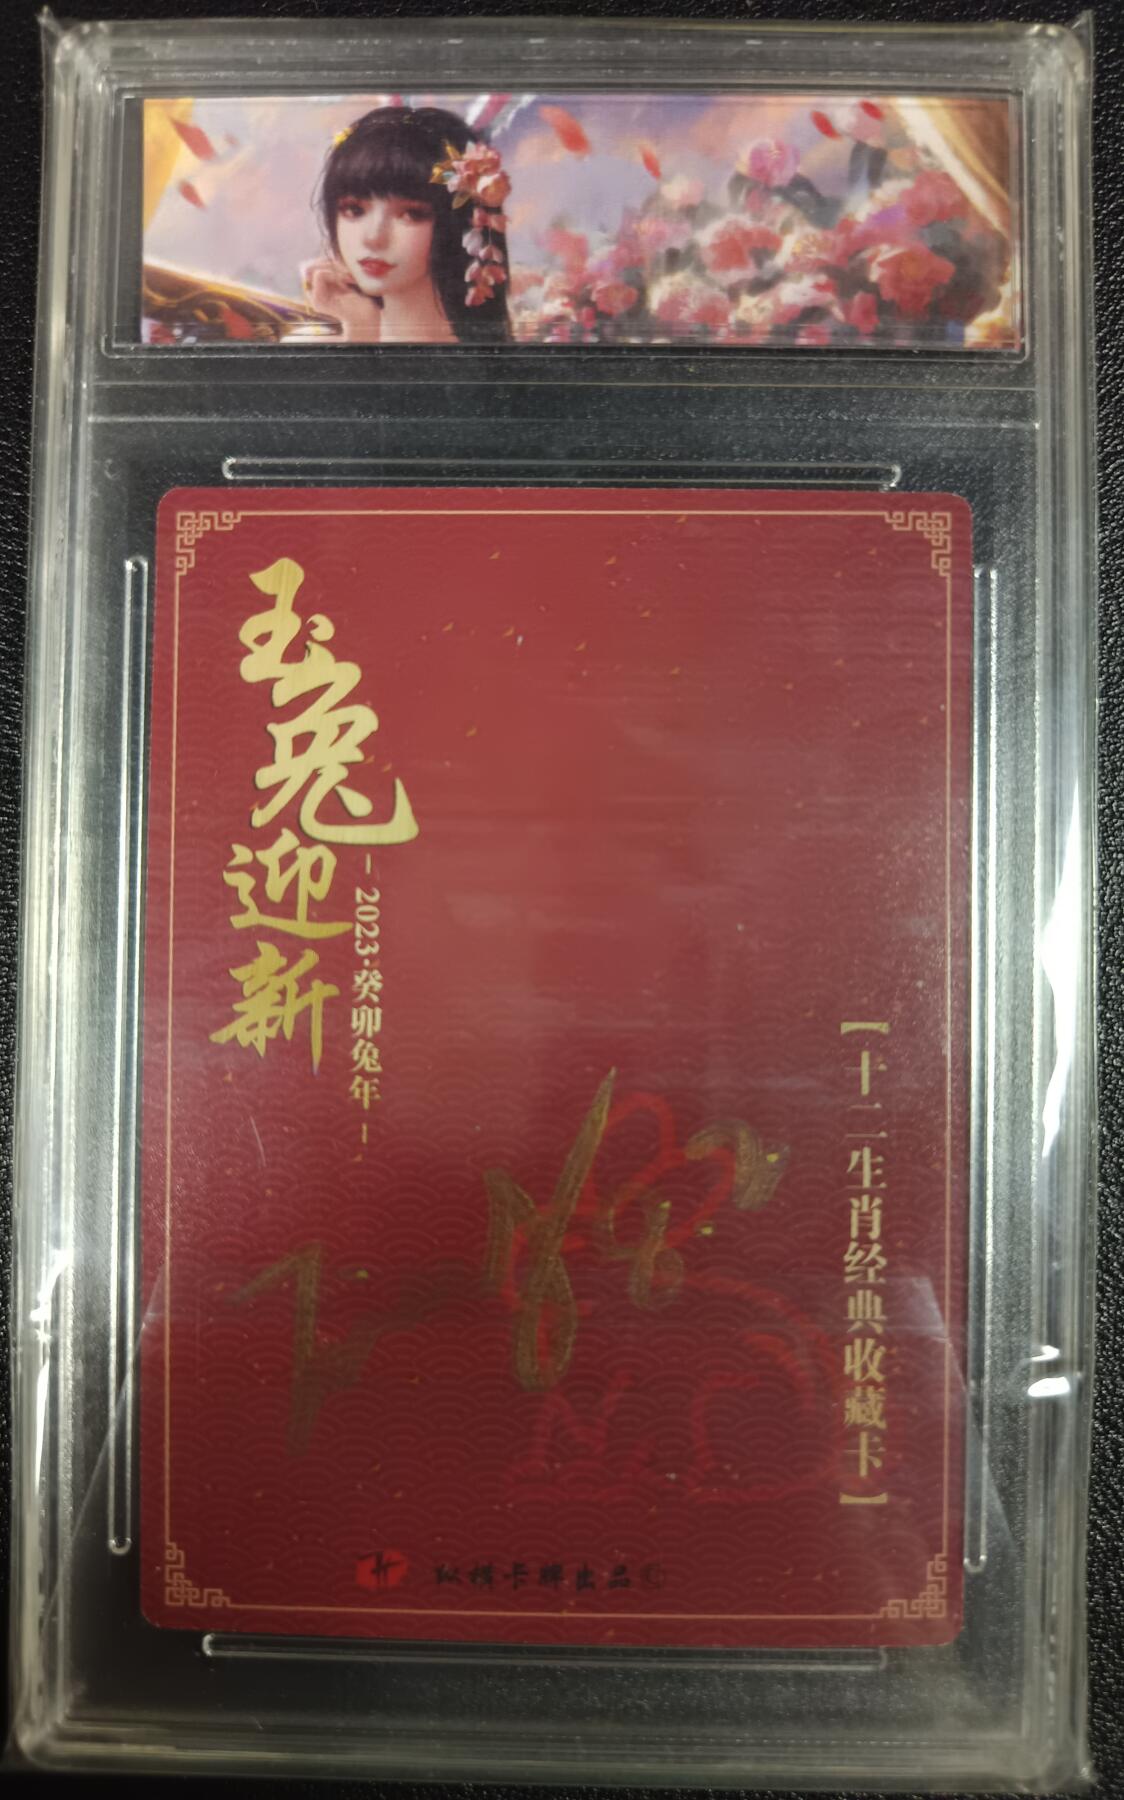 玉兔迎新
－2023·癸卯兔年－
【十二生肖经典收藏卡】
纵横卡牌出品